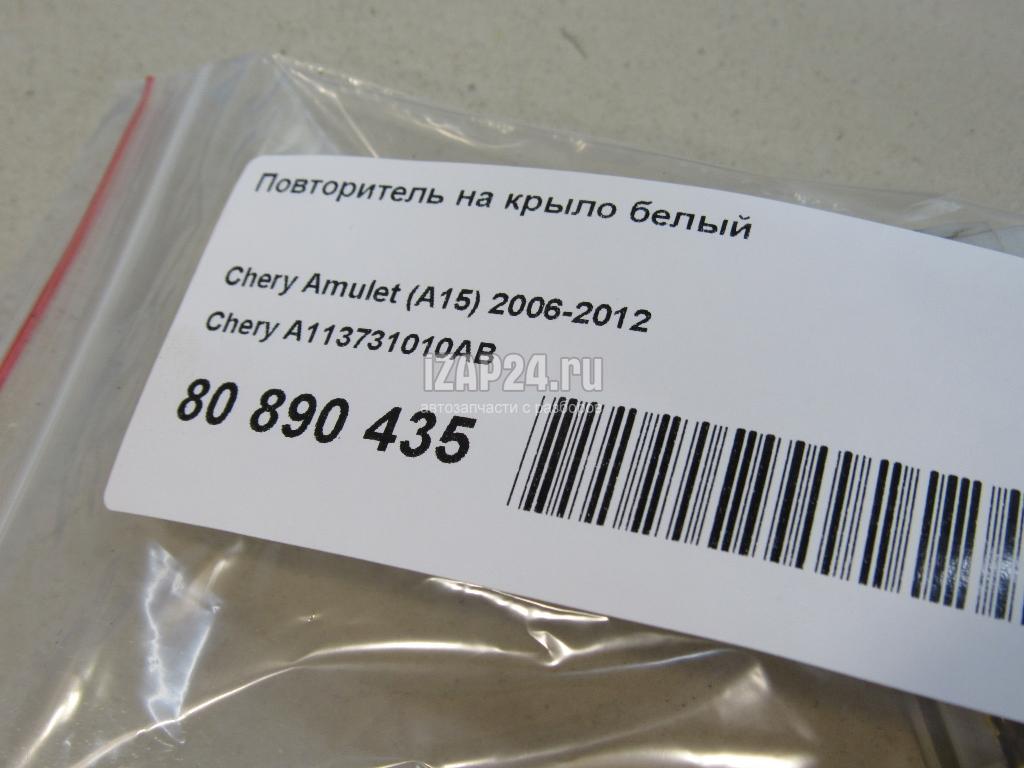 Повторитель на крыло белый
Chery Amulet (A15) 2006-2012
Chery A113731010AB
iZAP24.ru
автозапчасти с разборов
80 890 435